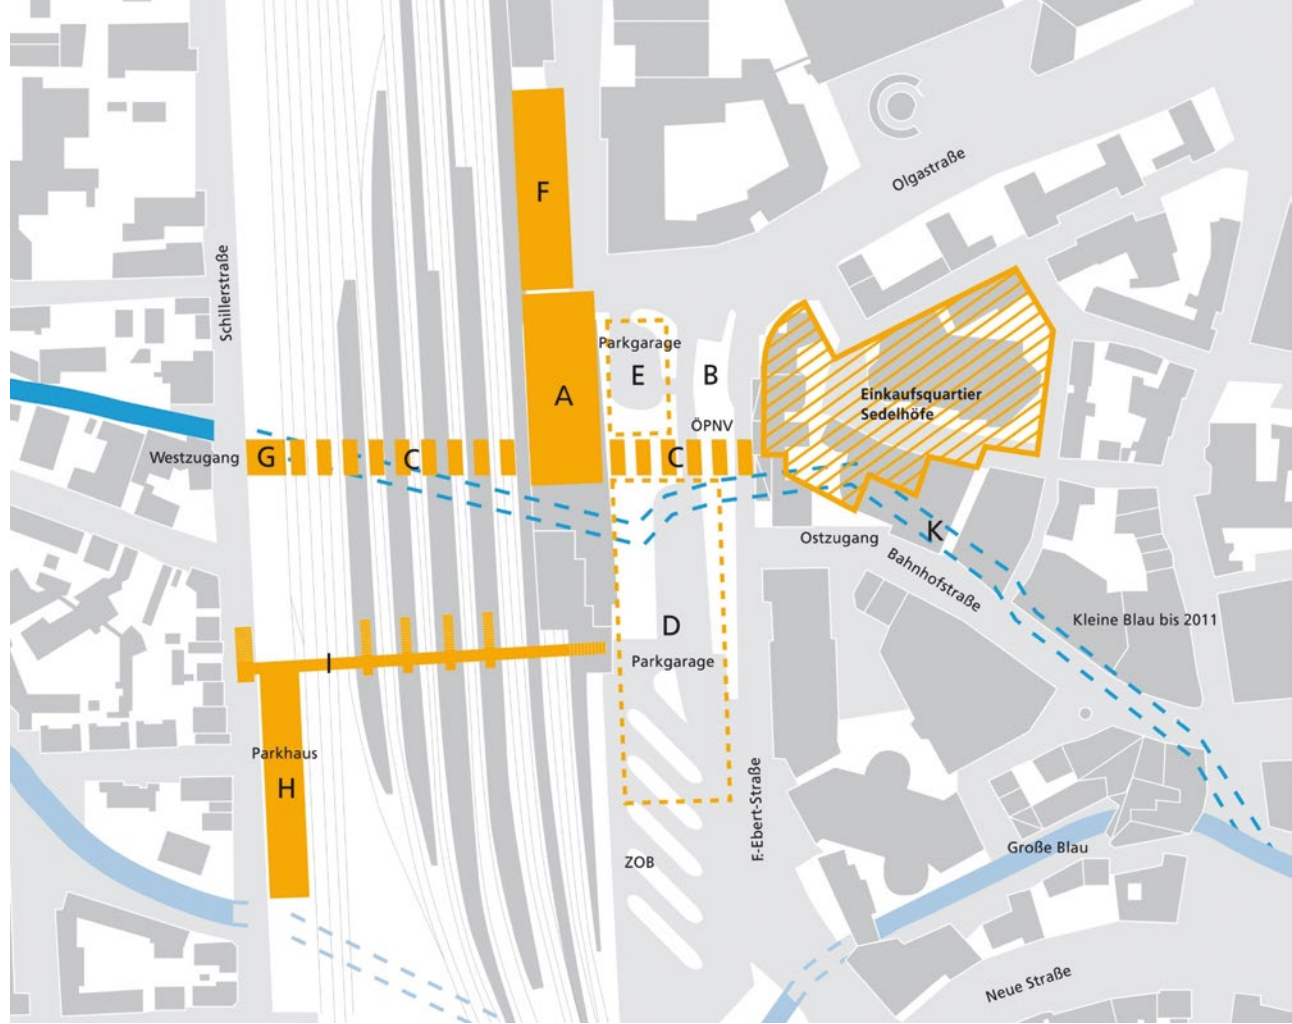 Olgastraße
F
Schillerstraße
Parkgarage
E
B
A
Einkaufsquartier
Sedelhöfe
ÖPNV
Westzugang
G
C
C
K
Ostzugang
Bahnhofstraße
Kleine Blau bis 2011
D
Parkgarage
I
Parkhaus
H
F.-Ebert-Straße
Große Blau
ZOB
Neue Straße